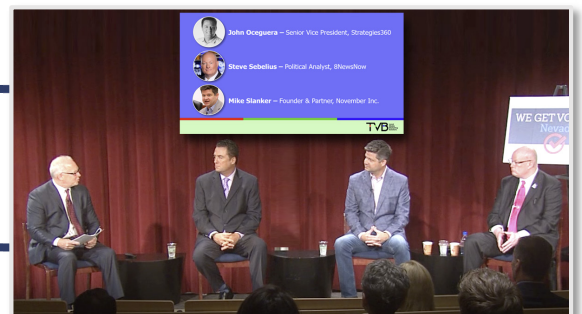 John Oceguera – Senior Vice President, Strategies360
Steve Sebelius – Political Analyst, 8NewsNow
Mike Slanker – Founder & Partner, November Inc.
TVB
WE GET VO
Nevad